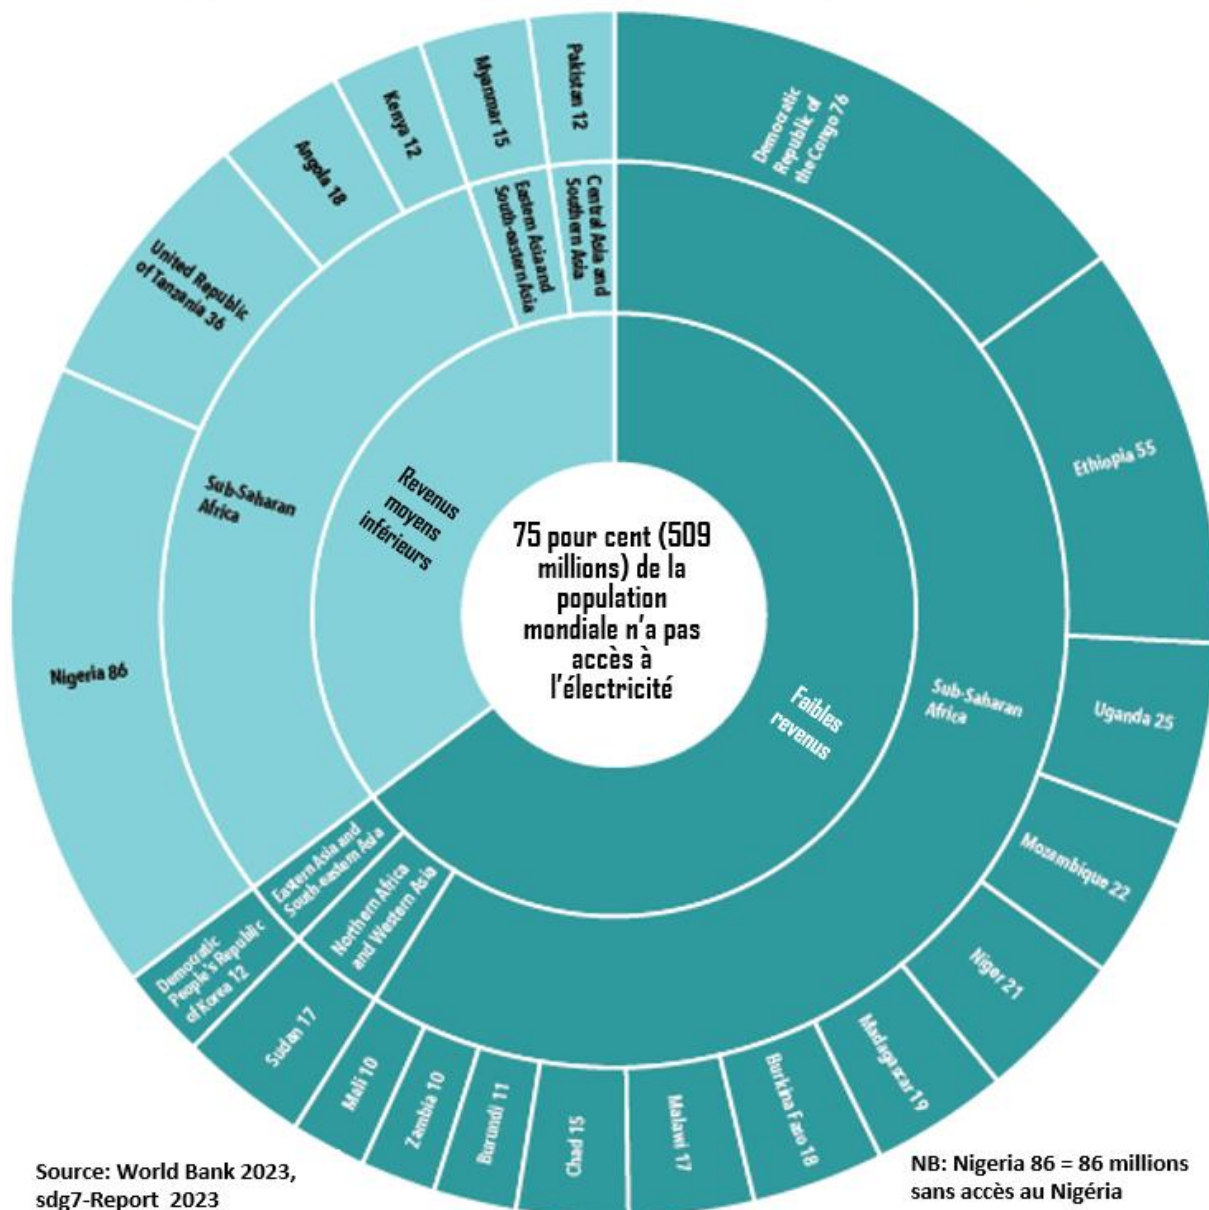 75 pour cent (509
millions) de la
population
mondiale n'a pas
accès à
l'électricité
Faibles
revenus
Sub-Saharan
Africa
Democratic
Republic of
the Congo 76
Ethiopia 55
Uganda 25
Mozambique 22
Niger 21
Madagascar 19
Burkina Faso 18
Malawi 17
Chad 15
Burundi 11
Zambia 10
Mali 10
Northern Africa
and Western Asia
Sudan 17
Eastern Asia and
South-eastern Asia
Democratic
People's Republic
of Korea 12
Revenus
moyens
inférieurs
Sub-Saharan
Africa
Nigeria 86
United Republic
of Tanzania 36
Angola 18
Kenya 12
Eastern Asia and
South-eastern Asia
Myanmar 15
Central Asia and
Southern Asia
Pakistan 12
Source: World Bank 2023,
sdg7-Report 2023
NB: Nigeria 86 = 86 millions
sans accès au Nigéria